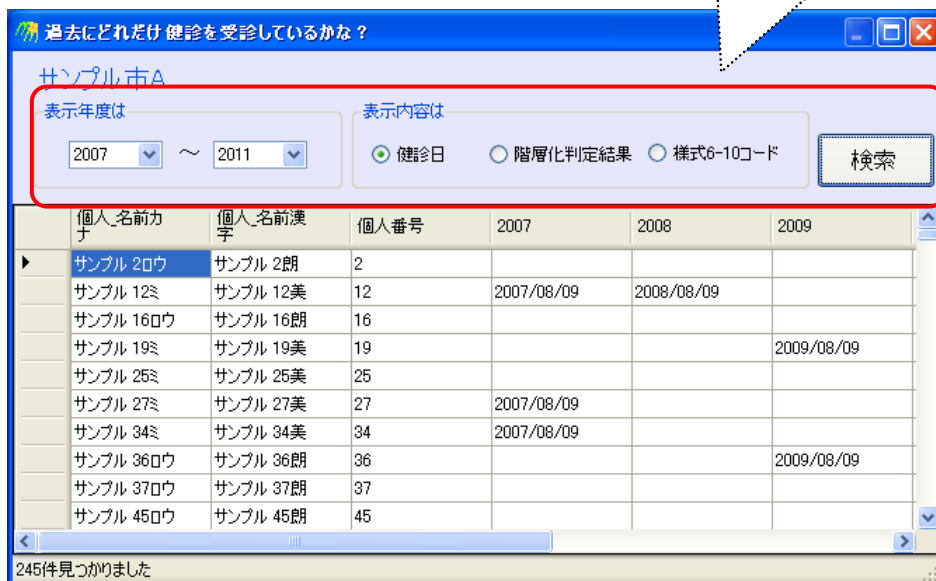 過去にどれだけ健診を受診しているかな？
サンプル市A
表示年度は
表示内容は
2007 ～ 2011
健診日 階層化判定結果 様式6-10コード
検索
個人_名前カナ 個人_名前漢字 個人番号 2007 2008 2009
サンプル 2ロウ サンプル 2朗 2
サンプル 12ミ サンプル 12美 12 2007/08/09 2008/08/09
サンプル 16ロウ サンプル 16朗 16
サンプル 19ミ サンプル 19美 19 2009/08/09
サンプル 25ミ サンプル 25美 25
サンプル 27ミ サンプル 27美 27 2007/08/09
サンプル 34ミ サンプル 34美 34 2007/08/09
サンプル 36ロウ サンプル 36朗 36 2009/08/09
サンプル 37ロウ サンプル 37朗 37
サンプル 45ロウ サンプル 45朗 45
245件見つかりました